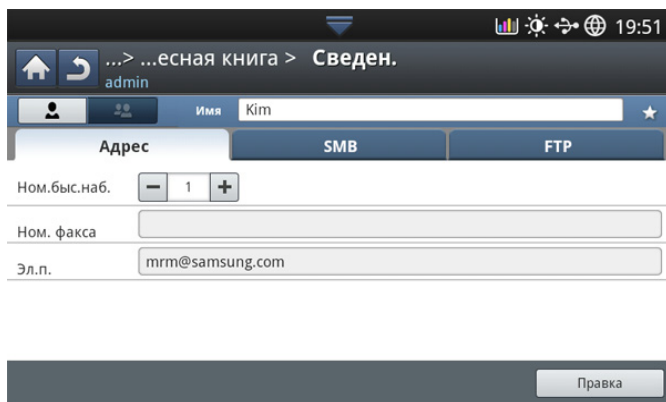 19:51
...> ...есная книга > Сведен.
admin
Имя Kim
Адрес SMB FTP
Ном.быс.наб. 1
Ном. факса
Эл.п. mrm@samsung.com
Правка